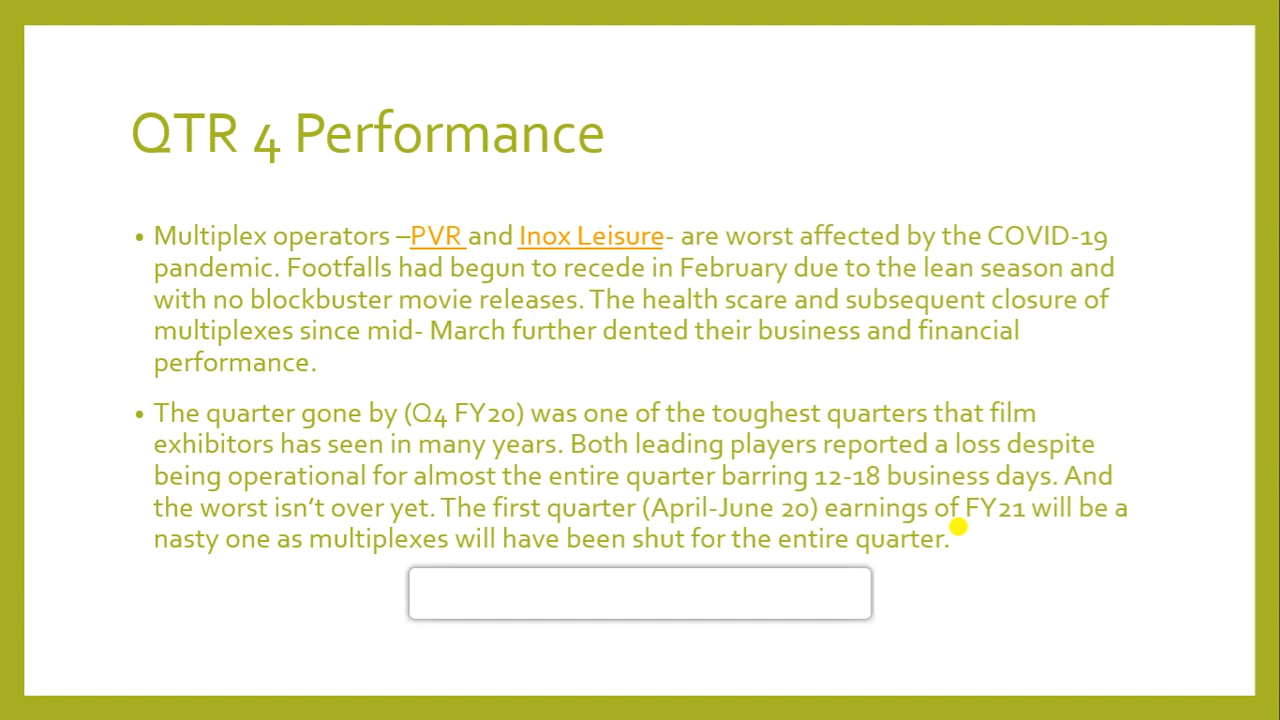 QTR 4 Performance
• Multiplex operators –PVR and Inox Leisure- are worst affected by the COVID-19
pandemic. Footfalls had begun to recede in February due to the lean season and
with no blockbuster movie releases. The health scare and subsequent closure of
multiplexes since mid- March further dented their business and financial
performance.
• The quarter gone by (Q4 FY20) was one of the toughest quarters that film
exhibitors has seen in many years. Both leading players reported a loss despite
being operational for almost the entire quarter barring 12-18 business days. And
the worst isn’t over yet. The first quarter (April-June 20) earnings of FY21 will be a
nasty one as multiplexes will have been shut for the entire quarter.